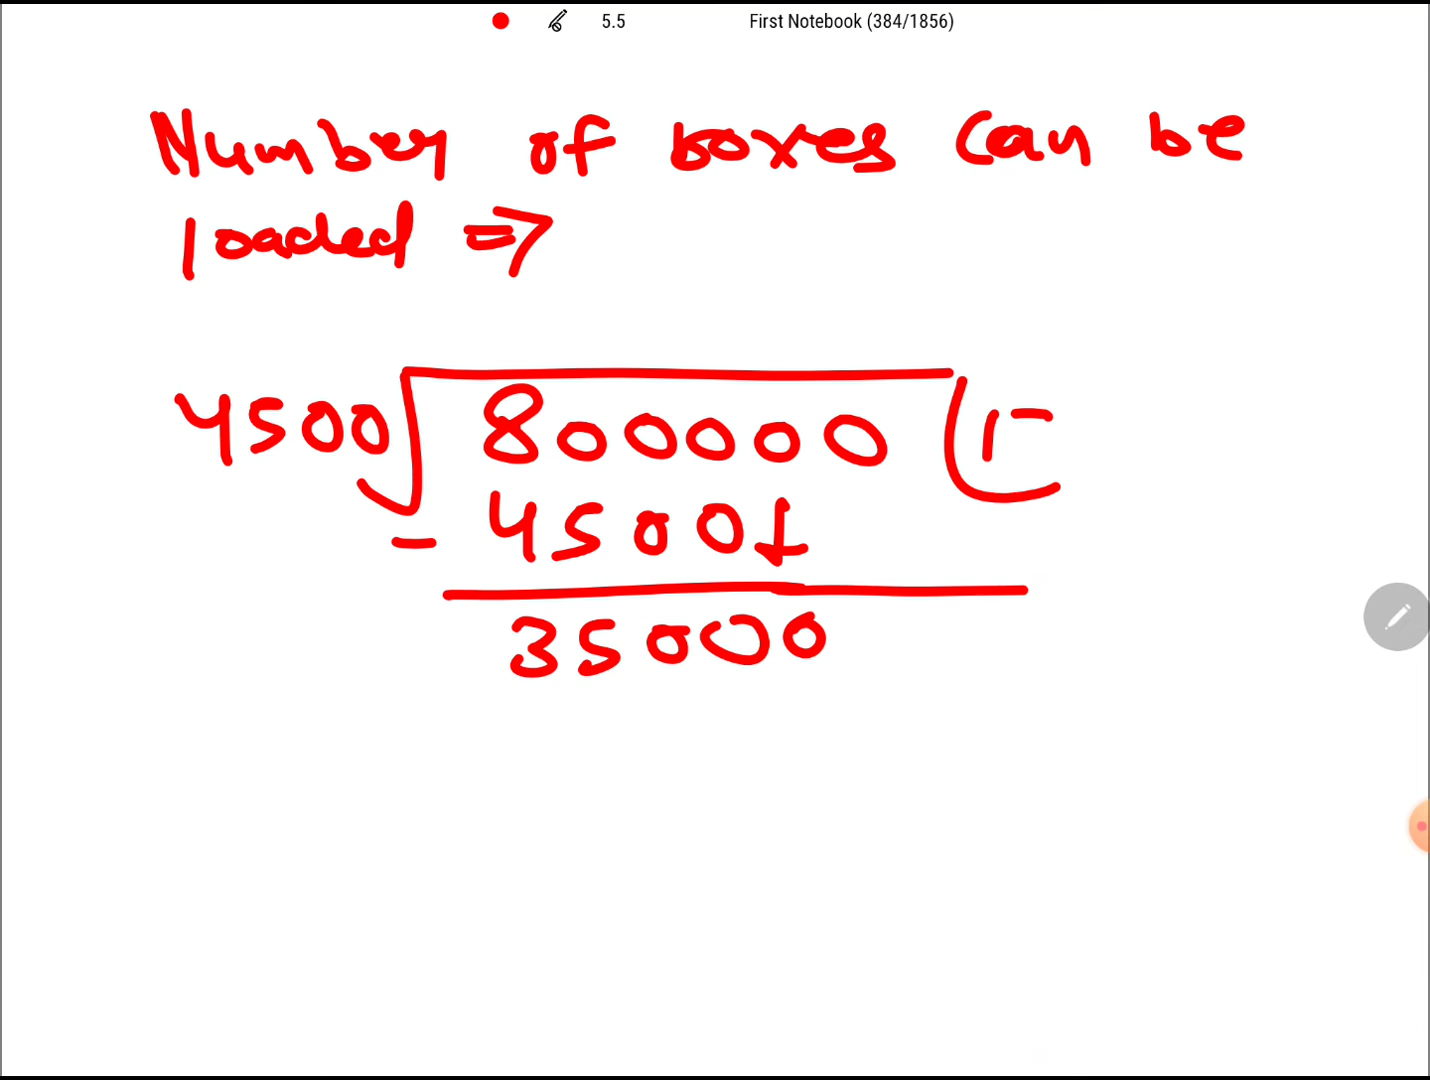 5.5 First Notebook (384/1856)
Number of boxes can be
loaded ⇒
4500 800000 1
- 4500↓
35000